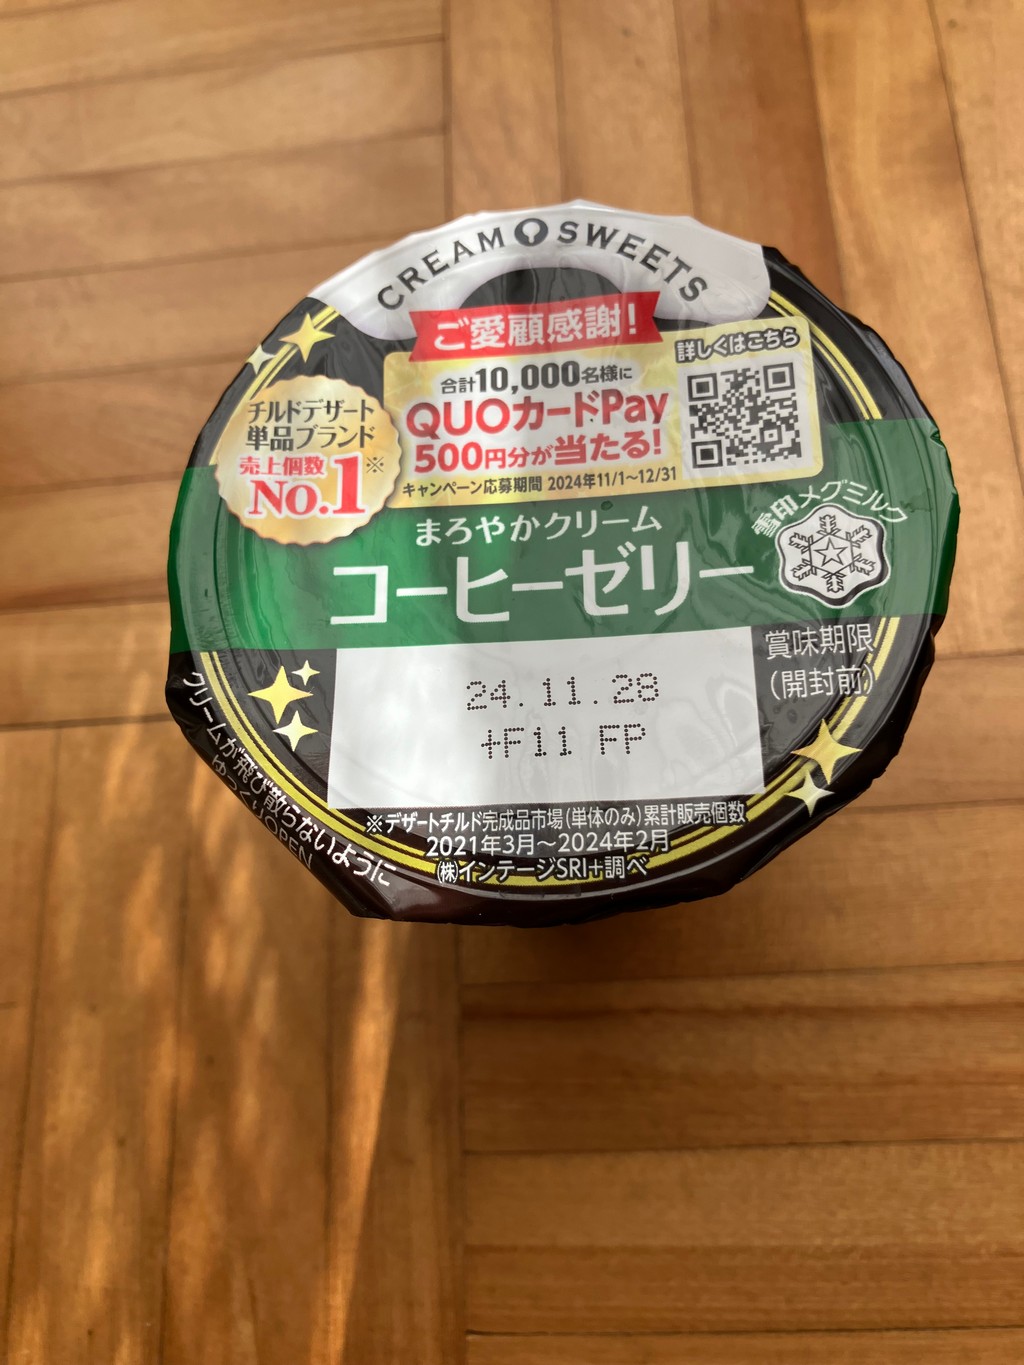 CREAM SWEETS
ご愛顧感謝!
詳しくはこちら
合計10,000名様に
QUOカードPay
500円分が当たる!
キャンペーン応募期間 2024年11/1〜12/31
チルドデザート
単品ブランド
売上個数
No.1※
雪印メグミルク
まろやかクリーム
コーヒーゼリー
賞味期限
(開封前)
24.11.28
+F11 FP
クリームが飛び散らないように
ゆっくりOPEN
※デザートチルド完成品市場(単体のみ)累計販売個数
2021年3月〜2024年2月
㈱インテージSRI+調べ